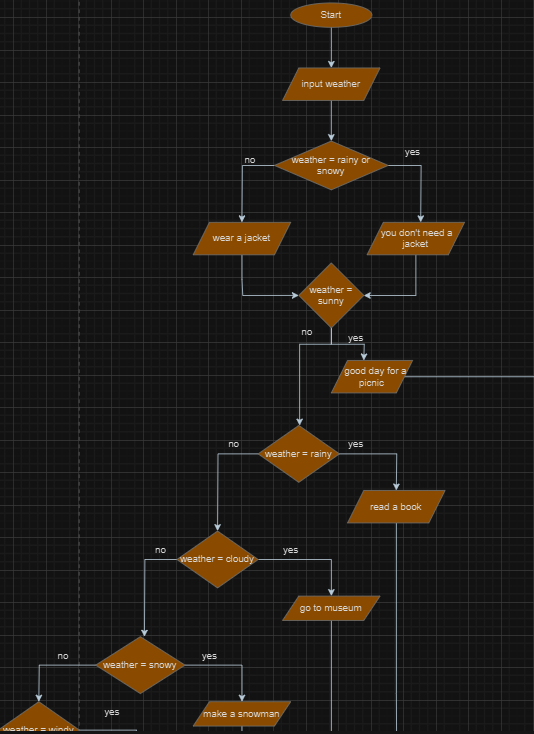 Start
input weather
weather = rainy or
snowy
no
yes
wear a jacket
you don't need a
jacket
weather =
sunny
no
yes
good day for a
picnic
weather = rainy
no
yes
read a book
weather = cloudy
no
yes
go to museum
weather = snowy
no
yes
make a snowman
weather = windy
yes